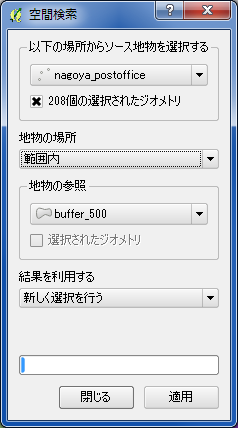 空間検索
以下の場所からソース地物を選択する
nagoya_postoffice
208個の選択されたジオメトリ
地物の場所
範囲内
地物の参照
buffer_500
選択されたジオメトリ
結果を利用する
新しく選択を行う
閉じる
適用